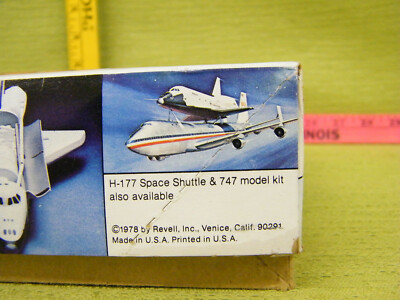 H-177 Space Shuttle & 747 model kit
also available
©1978 by Revell, Inc., Venice, Calif. 90291
Made in U.S.A. Printed in U.S.A.
INOIS